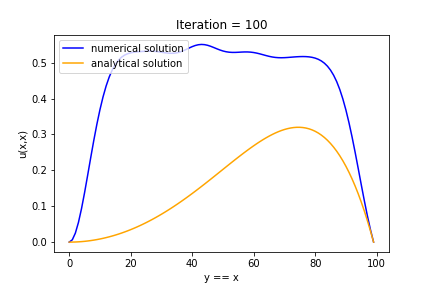 Iteration = 100
numerical solution
analytical solution
u(x,x)
0.5
0.4
0.3
0.2
0.1
0.0
0 20 40 60 80 100
y == x